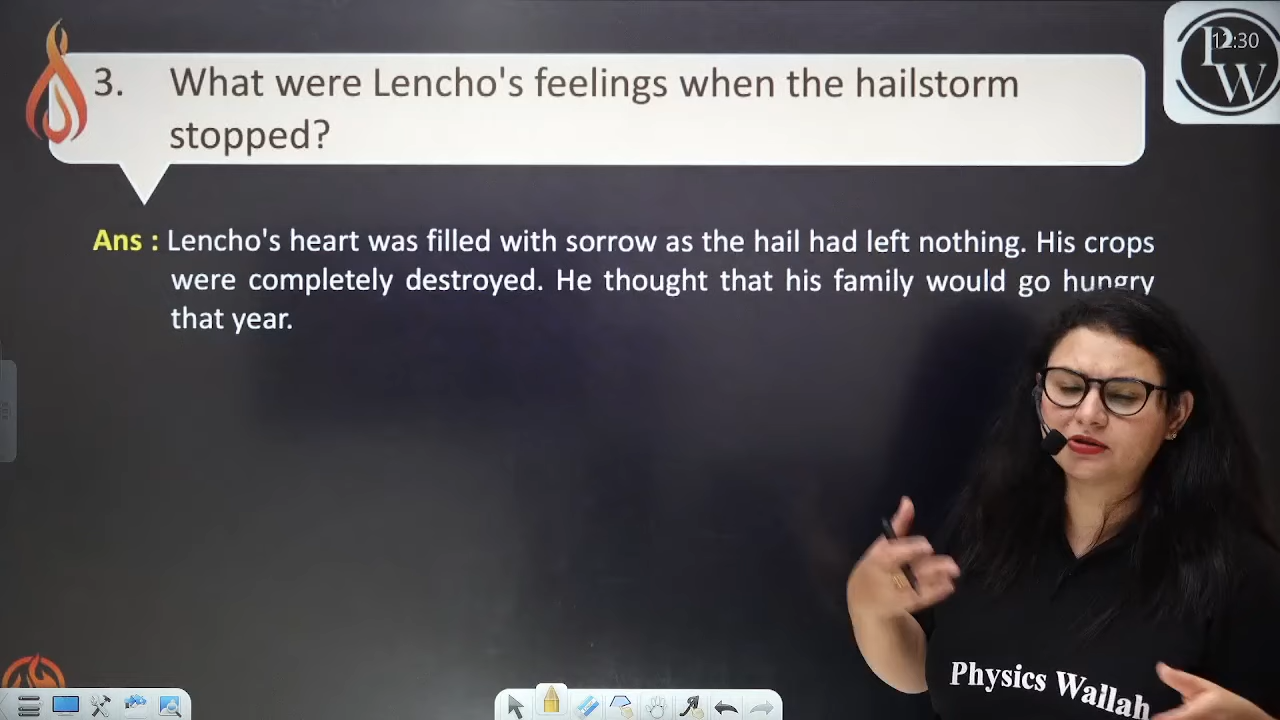 12:30
PW
3. What were Lencho's feelings when the hailstorm
stopped?
Ans : Lencho's heart was filled with sorrow as the hail had left nothing. His crops
were completely destroyed. He thought that his family would go hungry
that year.
Physics Wallah